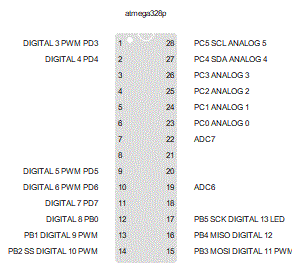 atmega328p
DIGITAL 3 PWM PD3 1 28 PC5 SCL ANALOG 5
DIGITAL 4 PD4 2 27 PC4 SDA ANALOG 4
3 26 PC3 ANALOG 3
4 25 PC2 ANALOG 2
5 24 PC1 ANALOG 1
6 23 PC0 ANALOG 0
7 22 ADC7
8 21
DIGITAL 5 PWM PD5 9 20
DIGITAL 6 PWM PD6 10 19 ADC6
DIGITAL 7 PD7 11 18
DIGITAL 8 PB0 12 17 PB5 SCK DIGITAL 13 LED
PB1 DIGITAL 9 PWM 13 16 PB4 MISO DIGITAL 12
PB2 SS DIGITAL 10 PWM 14 15 PB3 MOSI DIGITAL 11 PWM